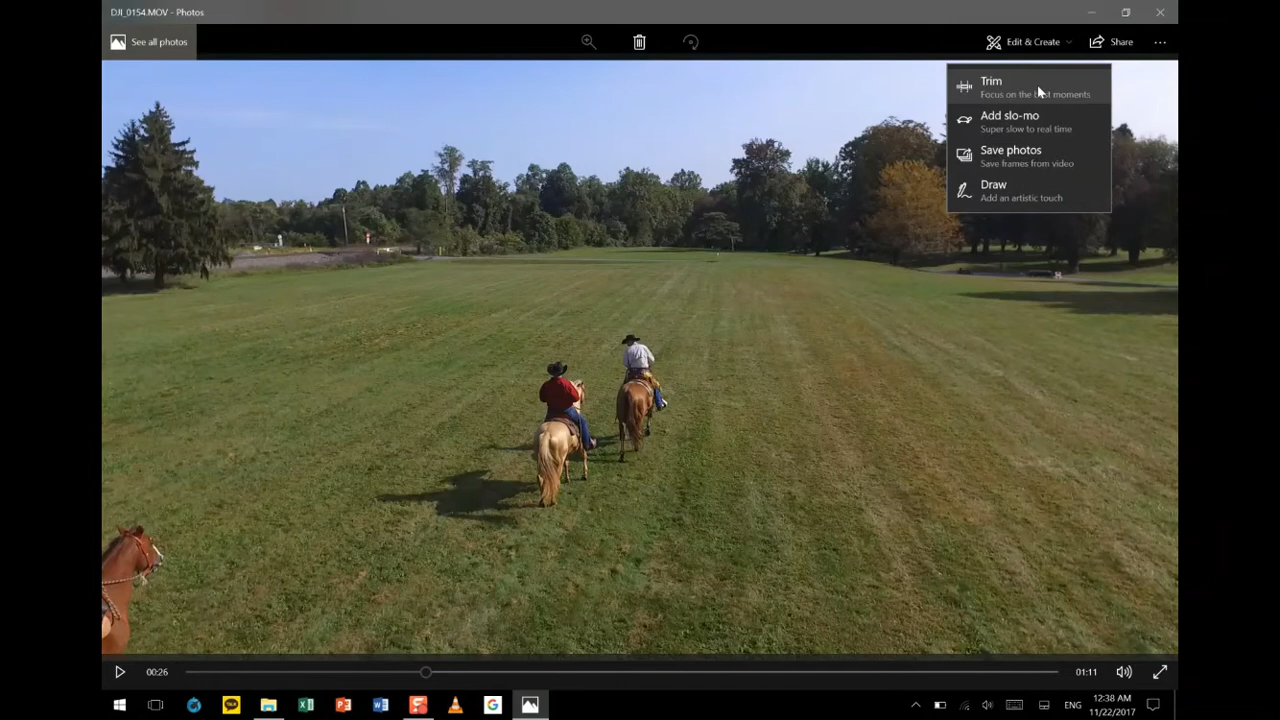 DJI_0154.MOV - Photos
See all photos
Edit & Create
Share
Trim
Focus on the best moments
Add slo-mo
Super slow to real time
Save photos
Save frames from video
Draw
Add an artistic touch
00:26
01:11
TALK
ENG
12:38 AM
11/22/2017